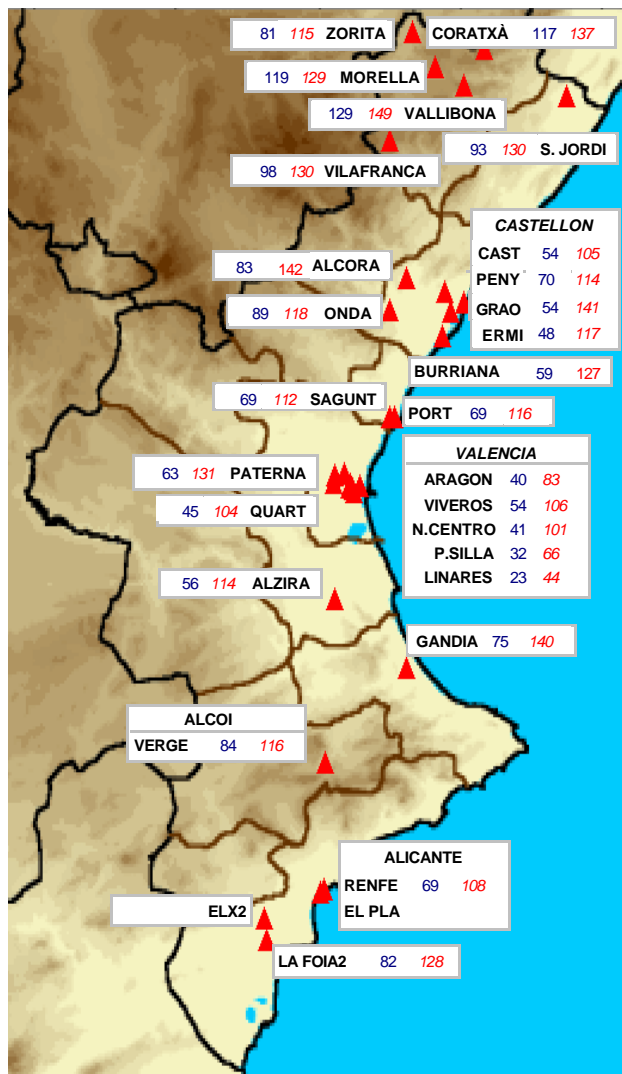 81 115 ZORITA
CORATXÀ 117 137
119 129 MORELLA
129 149 VALLIBONA
93 130 S. JORDI
98 130 VILAFRANCA
CASTELLON
CAST 54 105
PENY 70 114
GRAO 54 141
ERMI 48 117
83 142 ALCORA
89 118 ONDA
BURRIANA 59 127
69 112 SAGUNT
PORT 69 116
VALENCIA
ARAGON 40 83
VIVEROS 54 106
N.CENTRO 41 101
P.SILLA 32 66
LINARES 23 44
63 131 PATERNA
45 104 QUART
56 114 ALZIRA
GANDIA 75 140
ALCOI
VERGE 84 116
ALICANTE
RENFE 69 108
EL PLA
ELX2
LA FOIA2 82 128